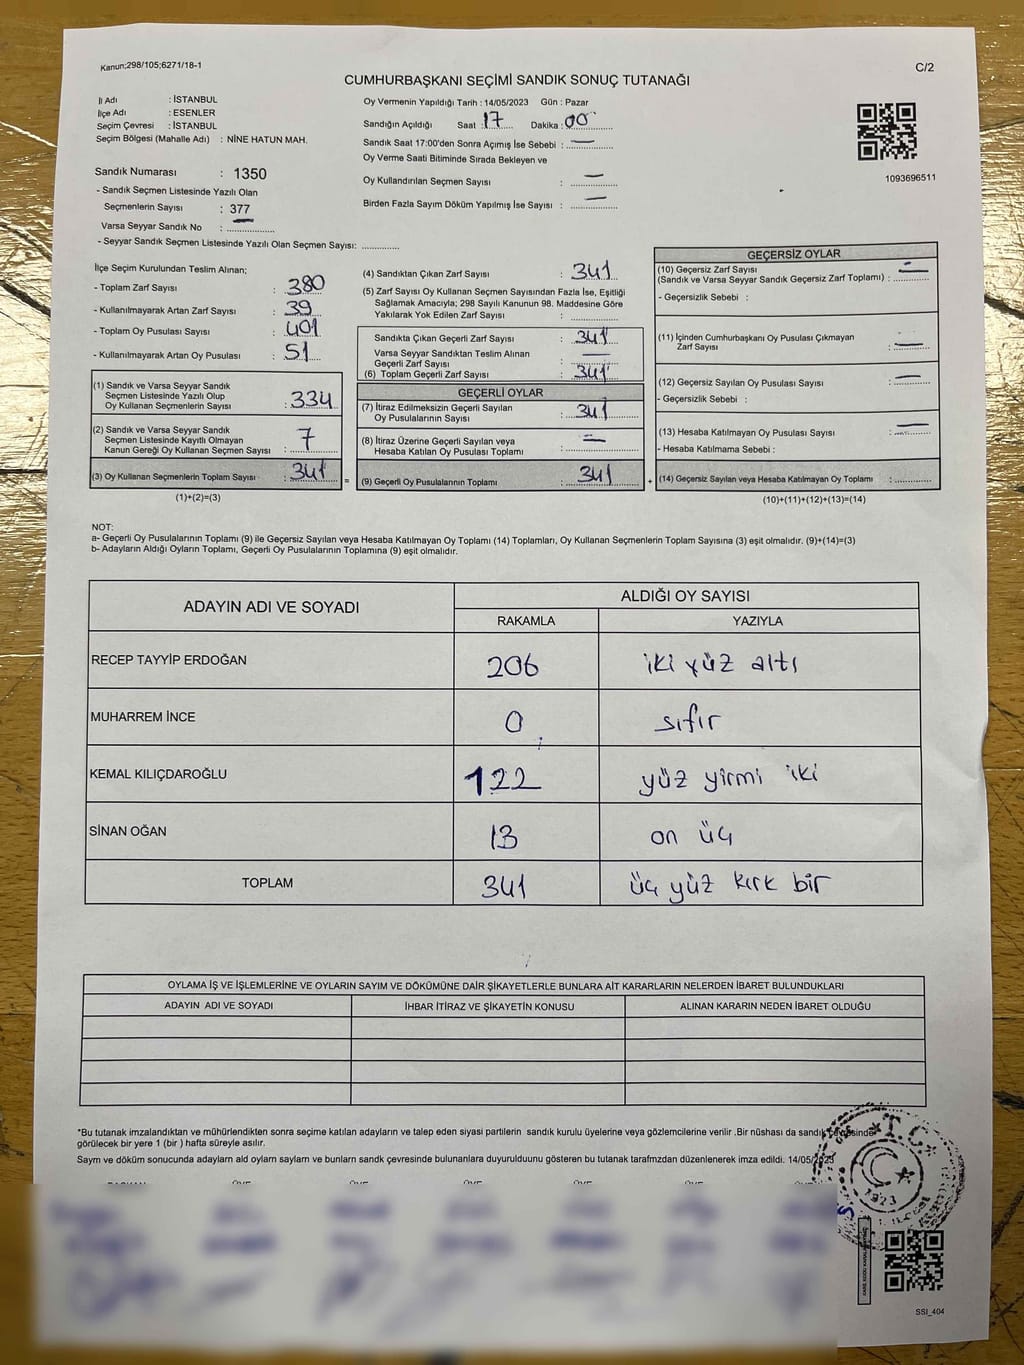 Kanun;298/105;6271/18-1
C/2
CUMHURBAŞKANI SEÇİMİ SANDIK SONUÇ TUTANAĞI
İl Adı : İSTANBUL
İlçe Adı : ESENLER
Seçim Çevresi : İSTANBUL
Seçim Bölgesi (Mahalle Adı) : NİNE HATUN MAH.
Sandık Numarası : 1350
- Sandık Seçmen Listesinde Yazılı Olan
Seçmenlerin Sayısı : 377
Varsa Seyyar Sandık No : —
- Seyyar Sandık Seçmen Listesinde Yazılı Olan Seçmen Sayısı: ............
Oy Vermenin Yapıldığı Tarih : 14/05/2023 Gün : Pazar
Sandığın Açıldığı Saat : 17 Dakika : 00
Sandık Saat 17:00'den Sonra Açımış İse Sebebi : —
Oy Verme Saati Bitiminde Sırada Bekleyen ve
Oy Kullandırılan Seçmen Sayısı : —
Birden Fazla Sayım Döküm Yapılmış İse Sayısı : —
1093696511
İlçe Seçim Kurulundan Teslim Alınan;
- Toplam Zarf Sayısı : 380
- Kullanılmayarak Artan Zarf Sayısı : 39
- Toplam Oy Pusulası Sayısı : 401
- Kullanılmayarak Artan Oy Pusulası : 51
(1) Sandık ve Varsa Seyyar Sandık
Seçmen Listesinde Yazılı Olup
Oy Kullanan Seçmenlerin Sayısı : 334
(2) Sandık ve Varsa Seyyar Sandık
Seçmen Listesinde Kayıtlı Olmayan
Kanun Gereği Oy Kullanan Seçmen Sayısı : 7
(3) Oy Kullanan Seçmenlerin Toplam Sayısı : 341
(1)+(2)=(3)
=
(4) Sandıktan Çıkan Zarf Sayısı : 341
(5) Zarf Sayısı Oy Kullanan Seçmen Sayısından Fazla İse, Eşitliği
Sağlamak Amacıyla; 298 Sayılı Kanunun 98. Maddesine Göre
Yakılarak Yok Edilen Zarf Sayısı : ............
Sandıkta Çıkan Geçerli Zarf Sayısı : 341
Varsa Seyyar Sandıktan Teslim Alınan
Geçerli Zarf Sayısı : —
(6) Toplam Geçerli Zarf Sayısı : 341
GEÇERLİ OYLAR
(7) İtiraz Edilmeksizin Geçerli Sayılan
Oy Pusulalarının Sayısı : 341
(8) İtiraz Üzerine Geçerli Sayılan veya
Hesaba Katılan Oy Pusulası Toplamı : —
(9) Geçerli Oy Pusulalarının Toplamı : 341
+
GEÇERSİZ OYLAR
(10) Geçersiz Zarf Sayısı
(Sandık ve Varsa Seyyar Sandık Geçersiz Zarf Toplamı) : —
- Geçersizlik Sebebi :
(11) İçinden Cumhurbaşkanı Oy Pusulası Çıkmayan
Zarf Sayısı : —
(12) Geçersiz Sayılan Oy Pusulası Sayısı : —
- Geçersizlik Sebebi :
(13) Hesaba Katılmayan Oy Pusulası Sayısı : —
- Hesaba Katılmama Sebebi :
(14) Geçersiz Sayılan veya Hesaba Katılmayan Oy Toplamı : ............
(10)+(11)+(12)+(13)=(14)
NOT:
a- Geçerli Oy Pusulalarının Toplamı (9) ile Geçersiz Sayılan veya Hesaba Katılmayan Oy Toplamı (14) Toplamları, Oy Kullanan Seçmenlerin Toplam Sayısına (3) eşit olmalıdır. (9)+(14)=(3)
b- Adayların Aldığı Oyların Toplamı, Geçerli Oy Pusulalarının Toplamına (9) eşit olmalıdır.
ADAYIN ADI VE SOYADI ALDIĞI OY SAYISI
RAKAMLA YAZIYLA
RECEP TAYYİP ERDOĞAN 206 iki yüz altı
MUHARREM İNCE 0 sıfır
KEMAL KILIÇDAROĞLU 122 yüz yirmi iki
SİNAN OĞAN 13 on üç
TOPLAM 341 üç yüz kırk bir
OYLAMA İŞ VE İŞLEMLERİNE VE OYLARIN SAYIM VE DÖKÜMÜNE DAİR ŞİKAYETLERLE BUNLARA AİT KARARLARIN NELERDEN İBARET BULUNDUKLARI
ADAYIN ADI VE SOYADI İHBAR İTİRAZ VE ŞİKAYETİN KONUSU ALINAN KARARIN NEDEN İBARET OLDUĞU
*Bu tutanak imzalandıktan ve mühürlendikten sonra seçime katılan adayların ve talep eden siyasi partilerin sandık kurulu üyelerine veya gözlemcilerine verilir .Bir nüshası da sandık çevresinde
görülecek bir yere 1 (bir ) hafta süreyle asılır.
Sayım ve döküm sonucunda adayların ald oyların sayların ve bunların sandk çevresinde bulunanlara duyurulduunu gösteren bu tutanak tarafmzdan düzenlenerek imza edildi. 14/05/2023
T.C.
1923
SSI_404